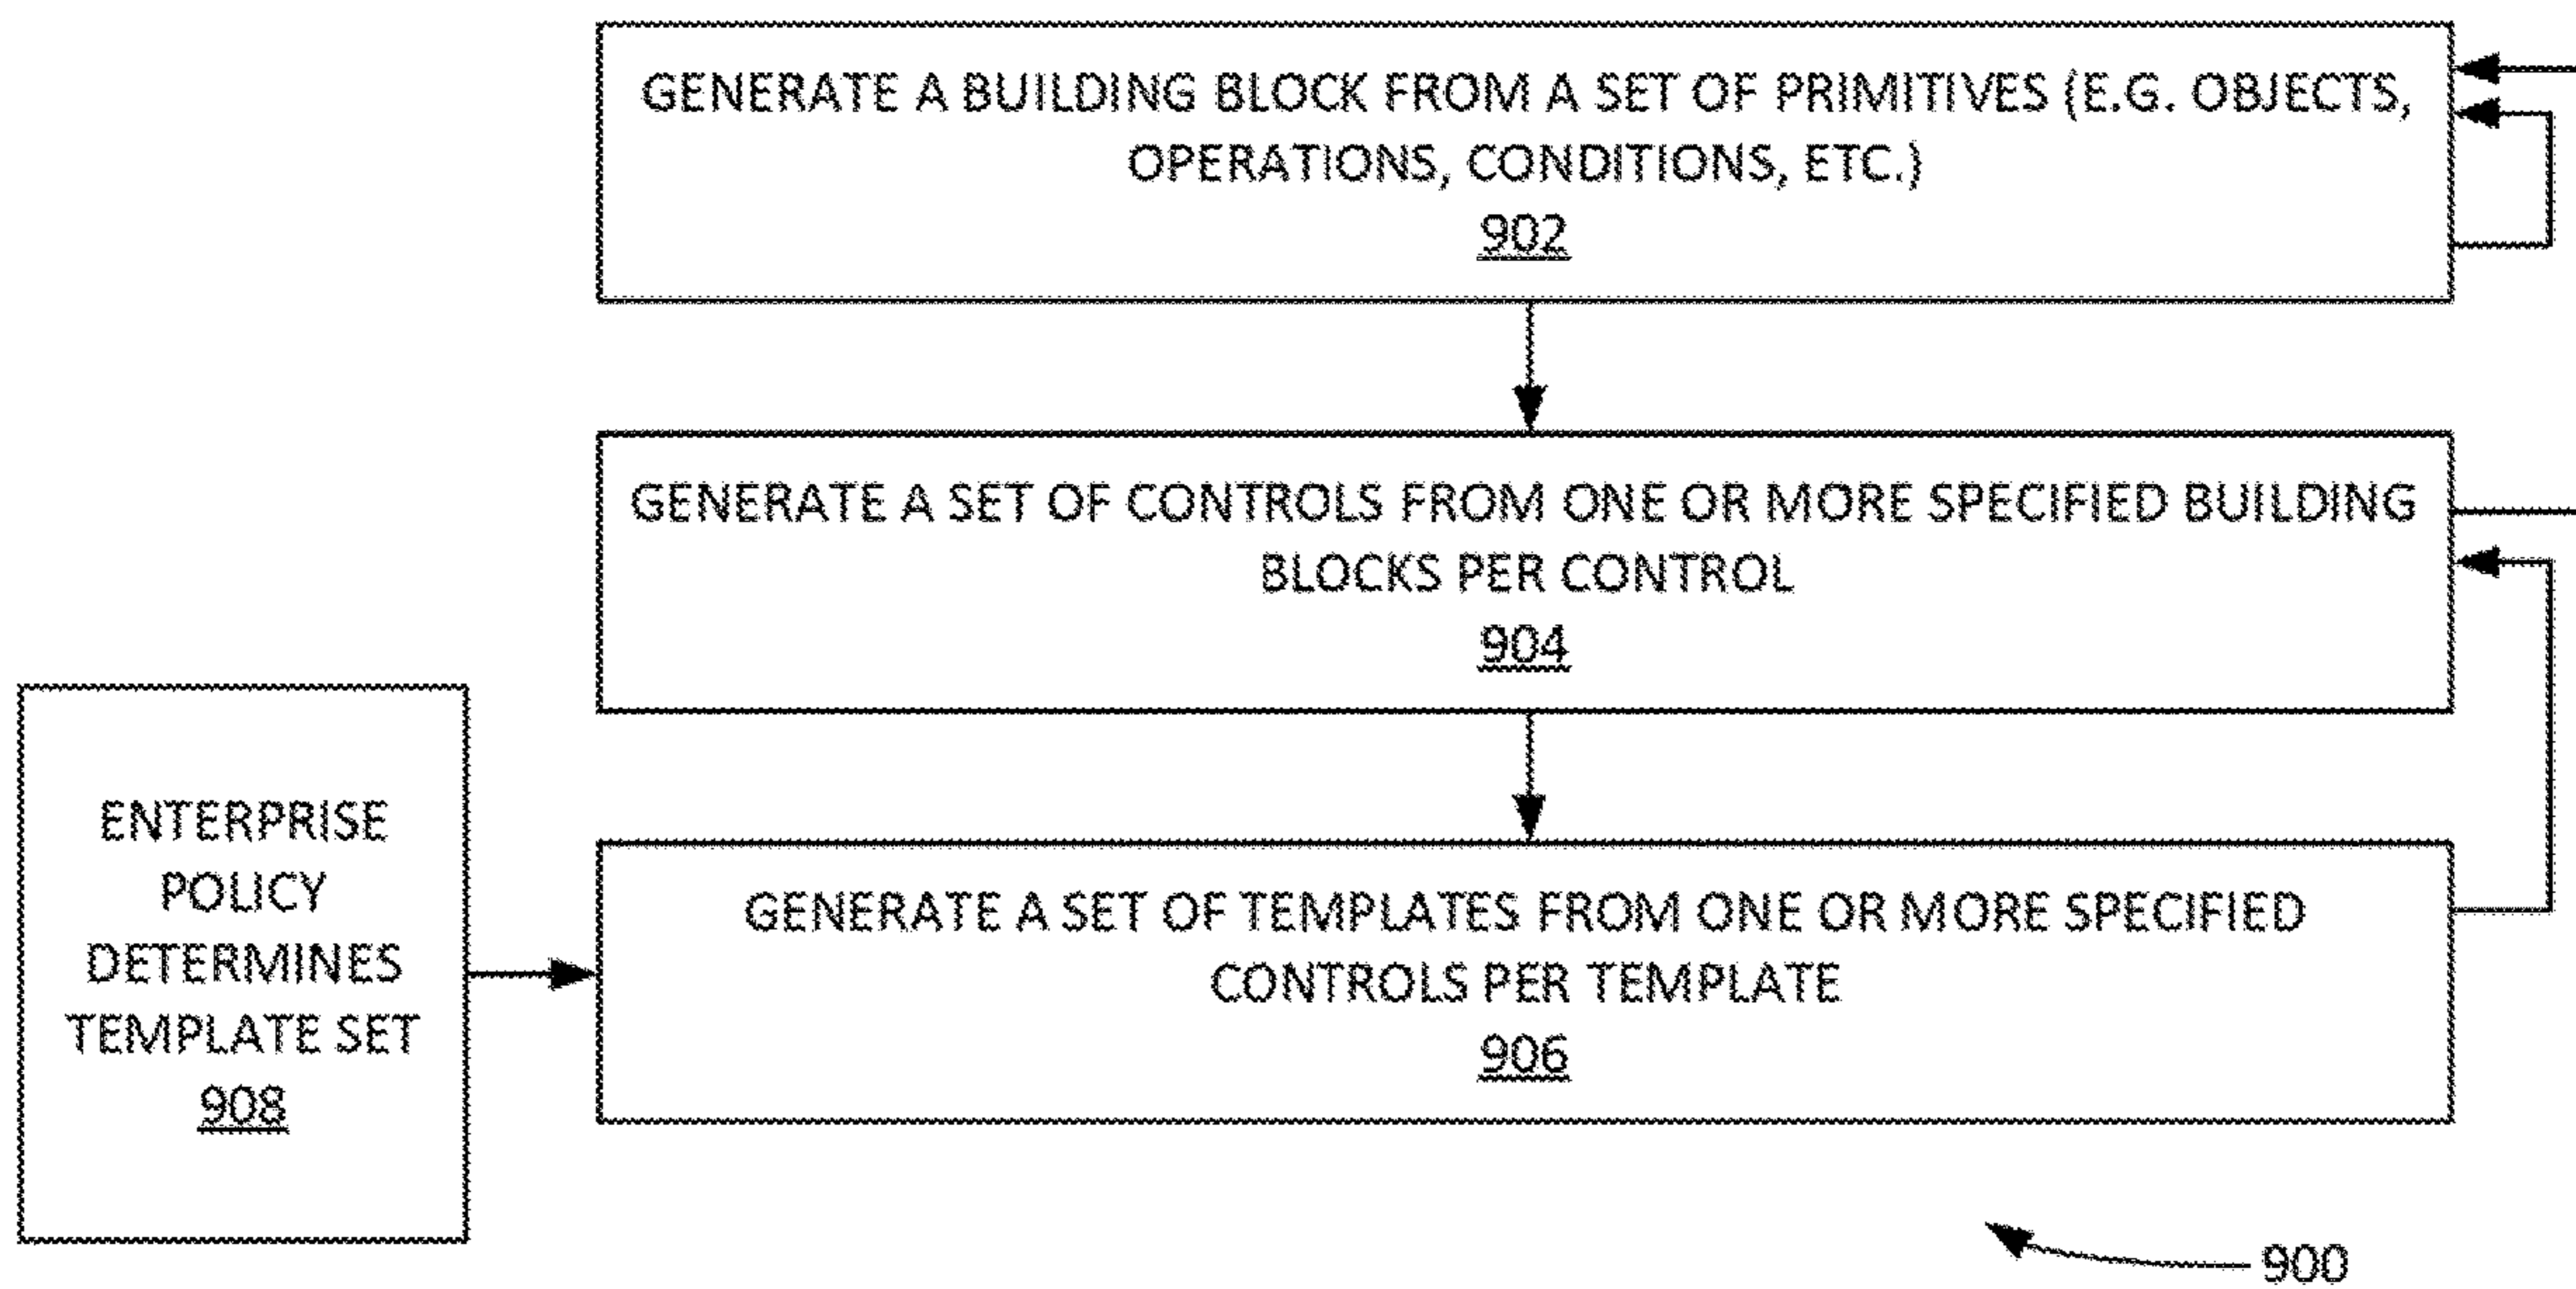 GENERATE A BUILDING BLOCK FROM A SET OF PRIMITIVES (E.G. OBJECTS,
OPERATIONS, CONDITIONS, ETC.)
902
GENERATE A SET OF CONTROLS FROM ONE OR MORE SPECIFIED BUILDING
BLOCKS PER CONTROL
904
ENTERPRISE
POLICY
DETERMINES
TEMPLATE SET
908
GENERATE A SET OF TEMPLATES FROM ONE OR MORE SPECIFIED
CONTROLS PER TEMPLATE
906
900